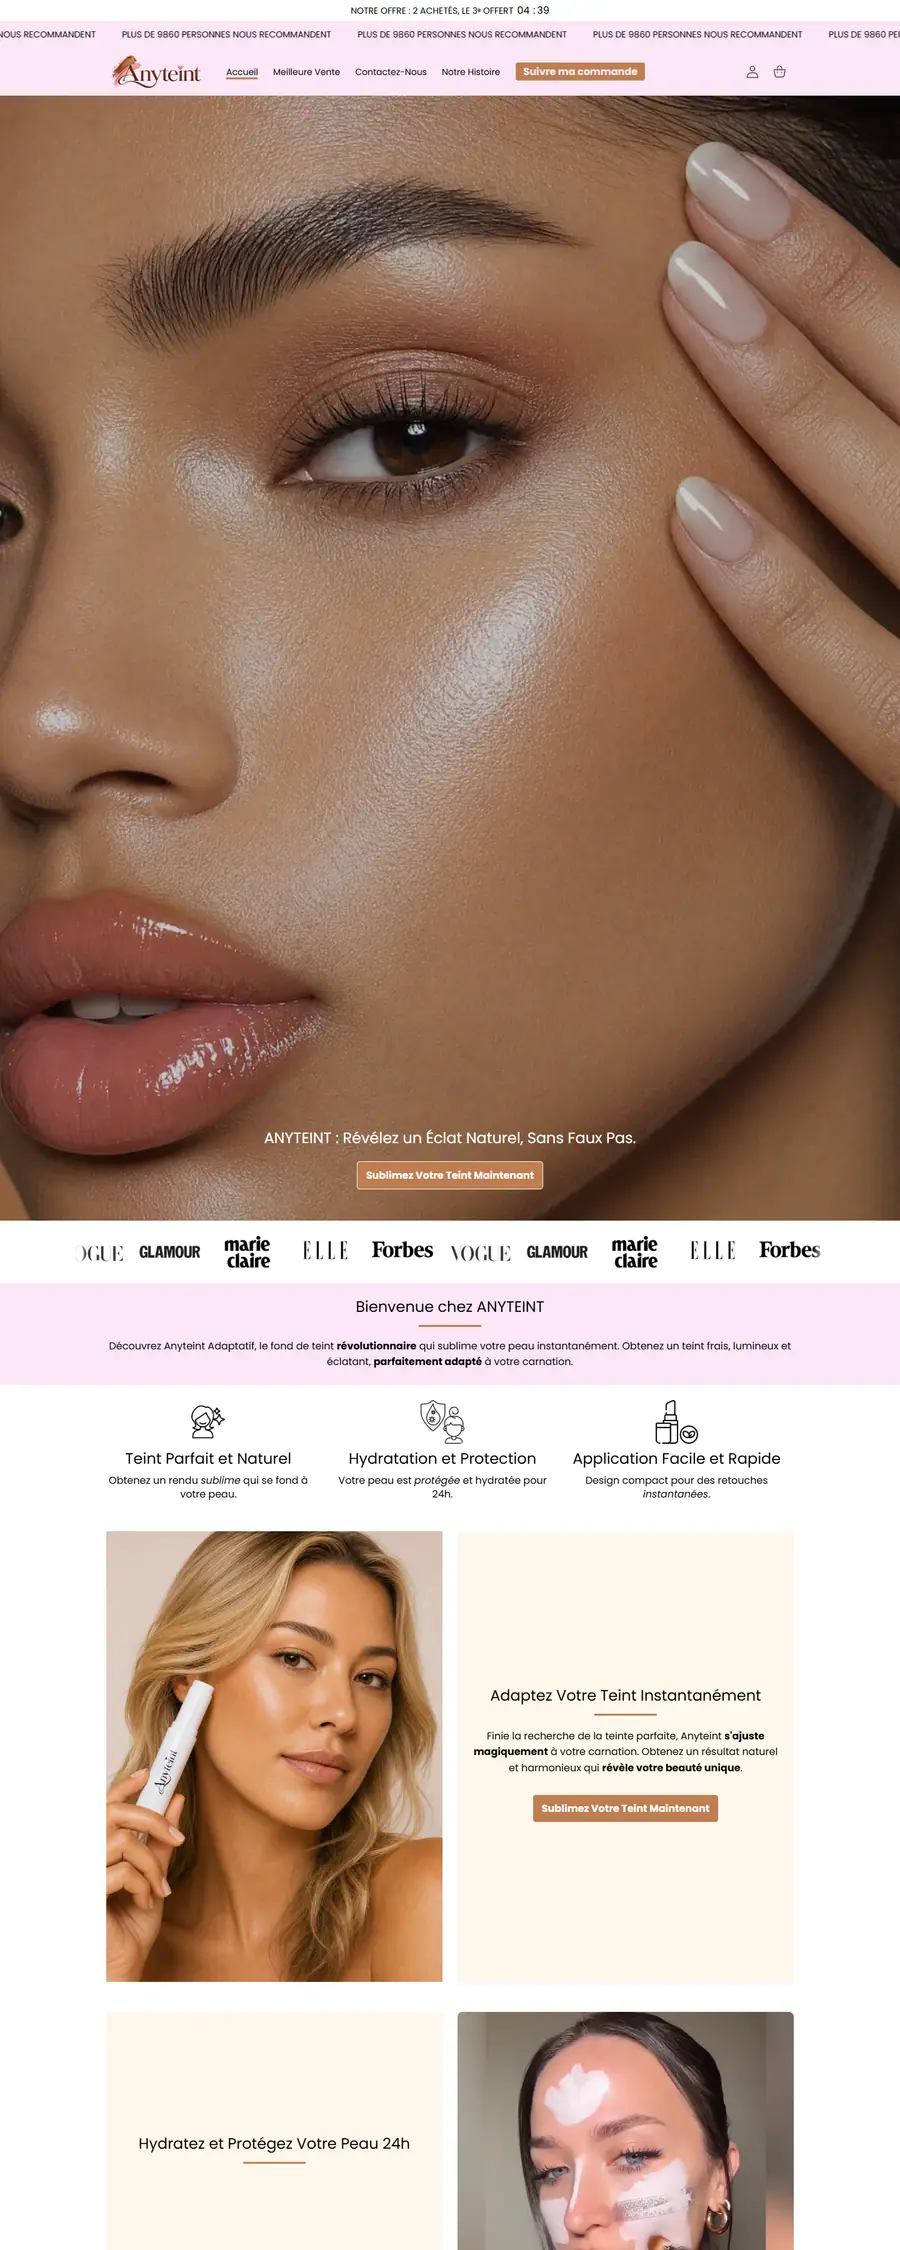 NOTRE OFFRE : 2 ACHETÉS, LE 3ᵉ OFFERT 04 : 39
NOUS RECOMMANDENT PLUS DE 9860 PERSONNES NOUS RECOMMANDENT PLUS DE 9860 PERSONNES NOUS RECOMMANDENT PLUS DE 9860 PERSONNES NOUS RECOMMANDENT PLUS DE 9860
Anyteint Accueil Meilleure Vente Contactez-Nous Notre Histoire Suivre ma commande
ANYTEINT : Révélez un Éclat Naturel, Sans Faux Pas.
Sublimez Votre Teint Maintenant
VOGUE GLAMOUR marie claire ELLE Forbes VOGUE GLAMOUR marie claire ELLE Forbes
Bienvenue chez ANYTEINT
Découvrez Anyteint Adaptatif, le fond de teint révolutionnaire qui sublime votre peau instantanément. Obtenez un teint frais, lumineux et
éclatant, parfaitement adapté à votre carnation.
Teint Parfait et Naturel
Obtenez un rendu sublime qui se fond à
votre peau.
Hydratation et Protection
Votre peau est protégée et hydratée pour
24h.
Application Facile et Rapide
Design compact pour des retouches
instantanées.
Anyteint
Adaptez Votre Teint Instantanément
Finie la recherche de la teinte parfaite, Anyteint s'ajuste
magiquement à votre carnation. Obtenez un résultat naturel
et harmonieux qui révèle votre beauté unique.
Sublimez Votre Teint Maintenant
Hydratez et Protégez Votre Peau 24h